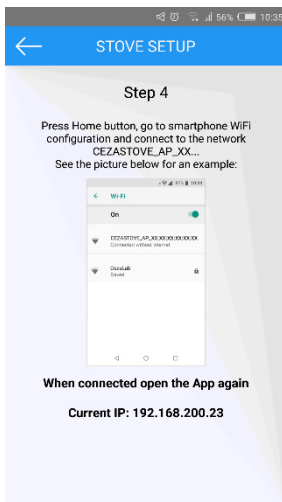 56% 10:35
STOVE SETUP
Step 4
Press Home button, go to smartphone WiFi
configuration and connect to the network
CEZASTOVE_AP_XX...
See the picture below for an example:
Wi-Fi
On
CEZASTOVE_AP_XX:XX:XX:XX:XX:XX
Connected without internet
Saved
When connected open the App again
Current IP: 192.168.200.23